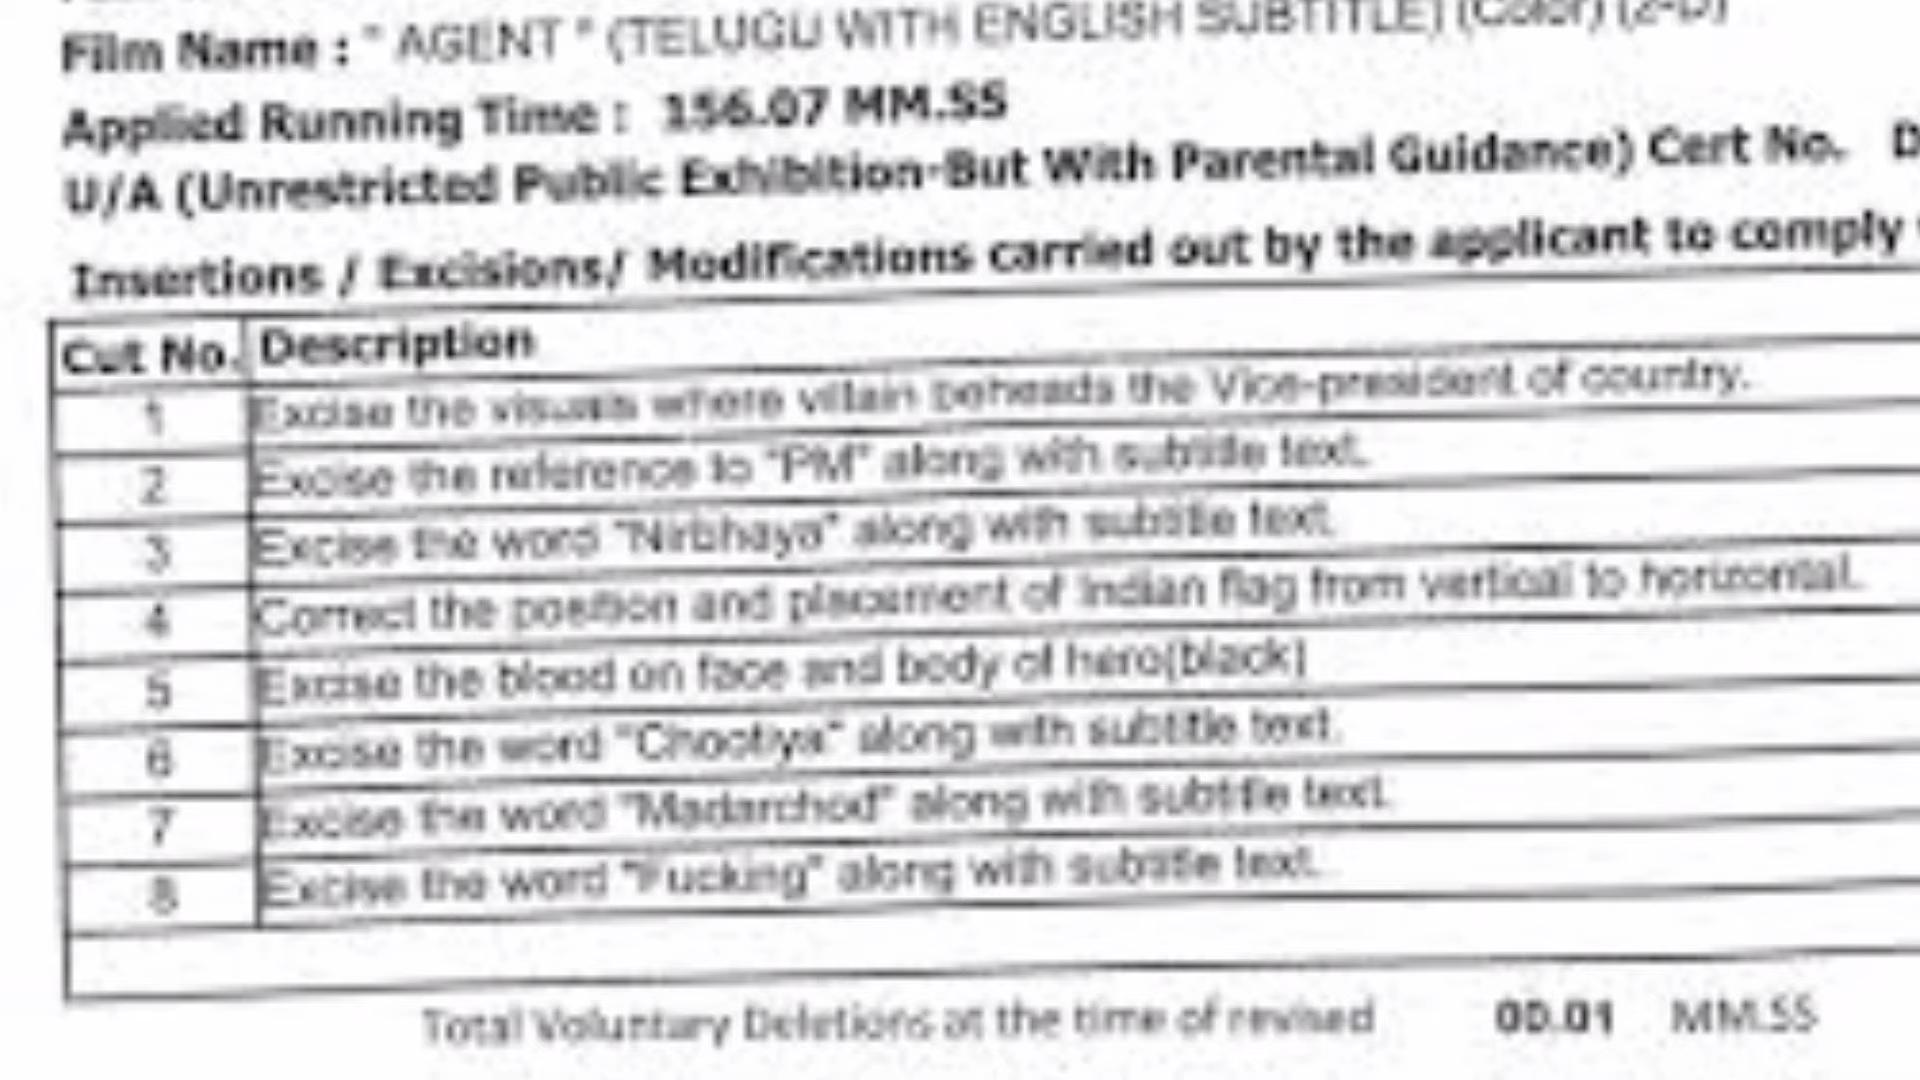 Film Name : " AGENT " (TELUGU WITH ENGLISH SUBTITLE) (Color) (2-D)
Applied Running Time : 156.07 MM.SS
U/A (Unrestricted Public Exhibition-But With Parental Guidance) Cert No. D
Insertions / Excisions/ Modifications carried out by the applicant to comply
Cut No. Description
1 Excise the visuals where villain beheads the Vice-president of country.
2 Excise the reference to "PM" along with subtitle text.
3 Excise the word "Nirbhaya" along with subtitle text.
4 Correct the position and placement of Indian flag from vertical to horizontal.
5 Excise the blood on face and body of hero(black)
6 Excise the word "Chootiya" along with subtitle text.
7 Excise the word "Madarchod" along with subtitle text.
8 Excise the word "Fucking" along with subtitle text.
Total Voluntary Deletions at the time of revised 00.01 MM.SS